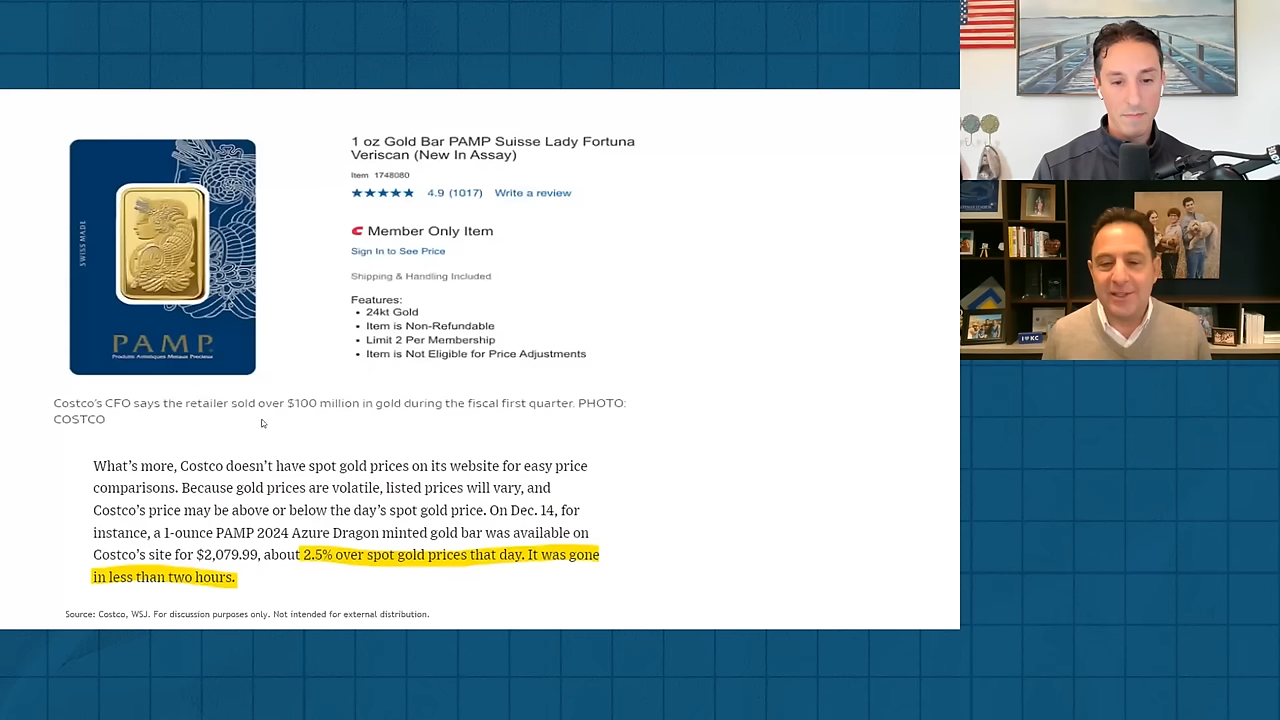 1 oz Gold Bar PAMP Suisse Lady Fortuna
Veriscan (New In Assay)
Item 1748080
4.9 (1017) Write a review
Member Only Item
Sign In to See Price
Shipping & Handling Included
Features:
• 24kt Gold
• Item is Non-Refundable
• Limit 2 Per Membership
• Item is Not Eligible for Price Adjustments
SWISS MADE
PAMP
Produits Artistiques Métaux Précieux
Costco's CFO says the retailer sold over $100 million in gold during the fiscal first quarter. PHOTO:
COSTCO
What's more, Costco doesn't have spot gold prices on its website for easy price
comparisons. Because gold prices are volatile, listed prices will vary, and
Costco's price may be above or below the day's spot gold price. On Dec. 14, for
instance, a 1-ounce PAMP 2024 Azure Dragon minted gold bar was available on
Costco's site for $2,079.99, about 2.5% over spot gold prices that day. It was gone
in less than two hours.
Source: Costco, WSJ. For discussion purposes only. Not intended for external distribution.
I ♥ KC